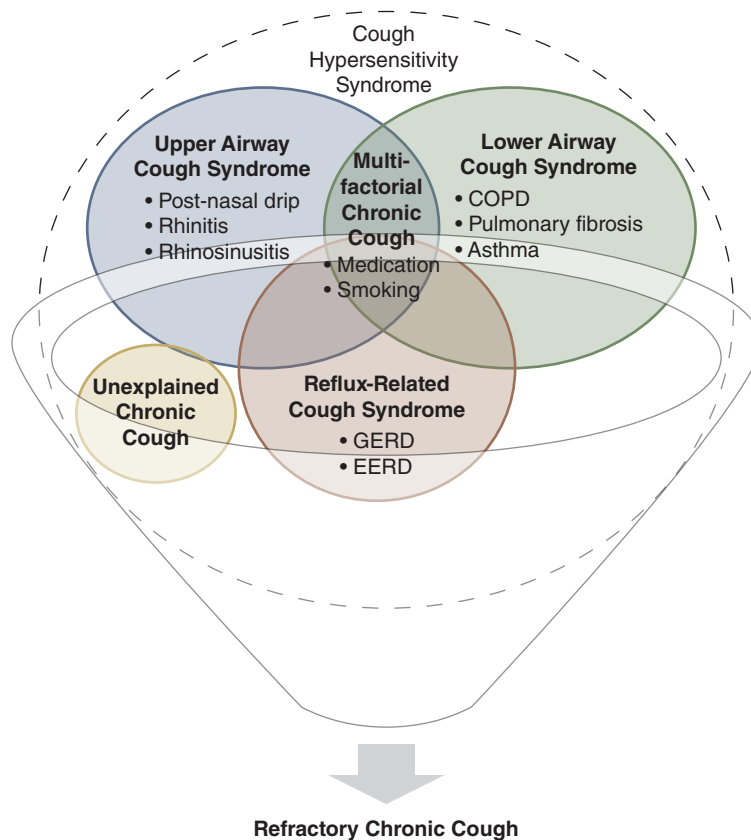 Cough
Hypersensitivity
Syndrome
Upper Airway
Cough Syndrome
• Post-nasal drip
• Rhinitis
• Rhinosinusitis
Multi-
factorial
Chronic
Cough
• Medication
• Smoking
Lower Airway
Cough Syndrome
• COPD
• Pulmonary fibrosis
• Asthma
Unexplained
Chronic
Cough
Reflux-Related
Cough Syndrome
• GERD
• EERD
Refractory Chronic Cough